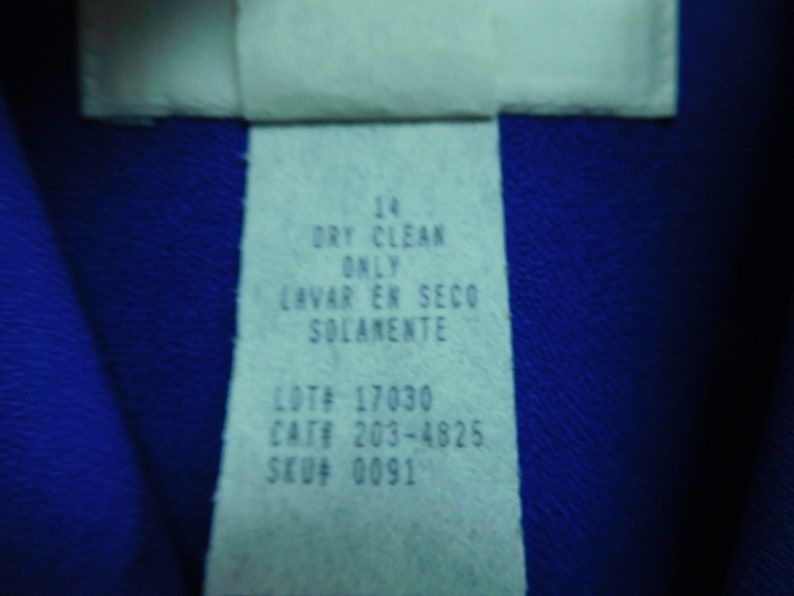 14
DRY CLEAN
ONLY
LAVAR EN SECO
SOLAMENTE
LOT# 17030
CAT# 203-4825
SKU# 0091